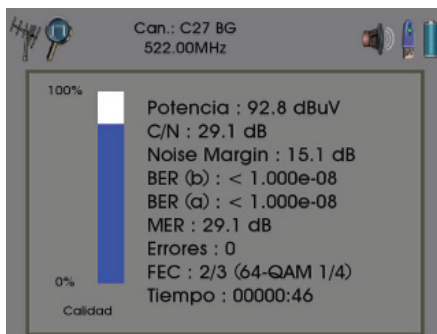 Can.: C27 BG
522.00MHz
100%
Potencia : 92.8 dBuV
C/N : 29.1 dB
Noise Margin : 15.1 dB
BER (b) : < 1.000e-08
BER (a) : < 1.000e-08
MER : 29.1 dB
Errores : 0
FEC : 2/3 (64-QAM 1/4)
Tiempo : 00000:46
0%
Calidad